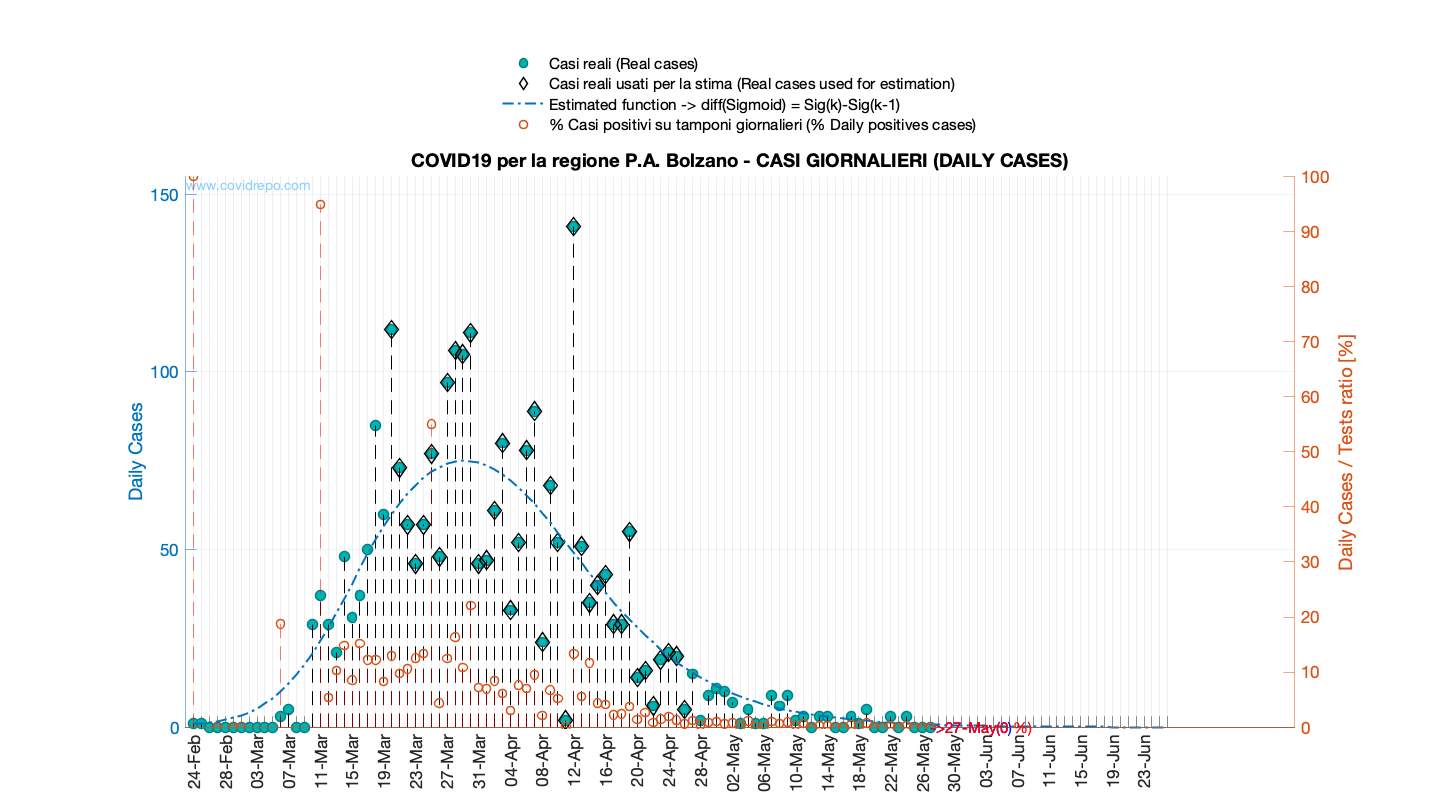 Casi reali (Real cases)
Casi reali usati per la stima (Real cases used for estimation)
Estimated function -> diff(Sigmoid) = Sig(k)-Sig(k-1)
% Casi positivi su tamponi giornalieri (% Daily positives cases)
COVID19 per la regione P.A. Bolzano - CASI GIORNALIERI (DAILY CASES)
www.covidrepo.com
150
100
50
0
Daily Cases
100
90
80
70
60
50
40
30
20
10
0
Daily Cases / Tests ratio [%]
->27-May(0 %)
24-Feb
28-Feb
03-Mar
07-Mar
11-Mar
15-Mar
19-Mar
23-Mar
27-Mar
31-Mar
04-Apr
08-Apr
12-Apr
16-Apr
20-Apr
24-Apr
28-Apr
02-May
06-May
10-May
14-May
18-May
22-May
26-May
30-May
03-Jun
07-Jun
11-Jun
15-Jun
19-Jun
23-Jun